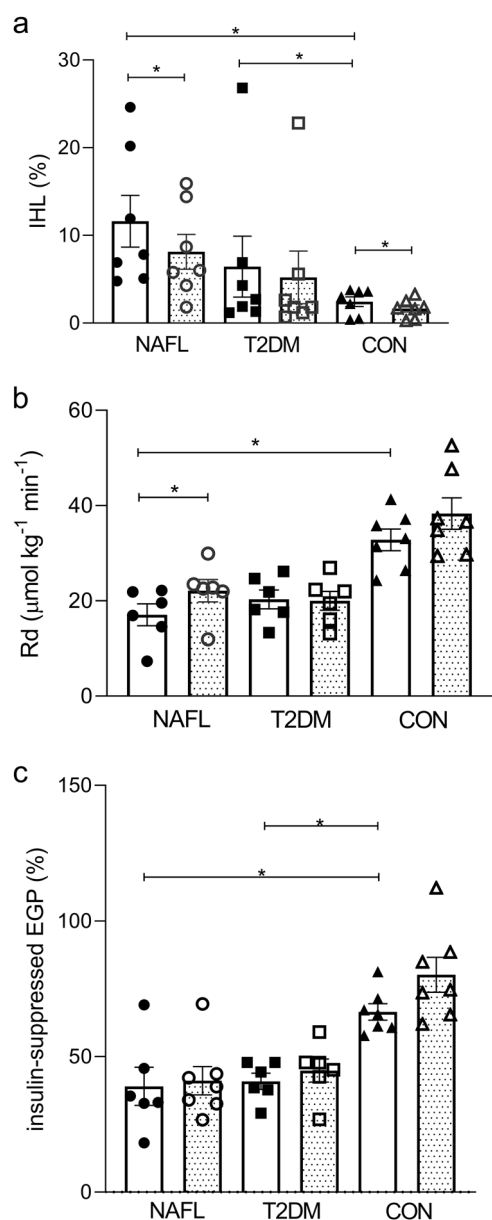 a
*
*
*
*
30
20
10
0
IHL (%)
NAFL T2DM CON
b
*
*
60
40
20
0
Rd (μmol kg⁻¹ min⁻¹)
NAFL T2DM CON
c
*
*
150
100
50
0
insulin-suppressed EGP (%)
NAFL T2DM CON